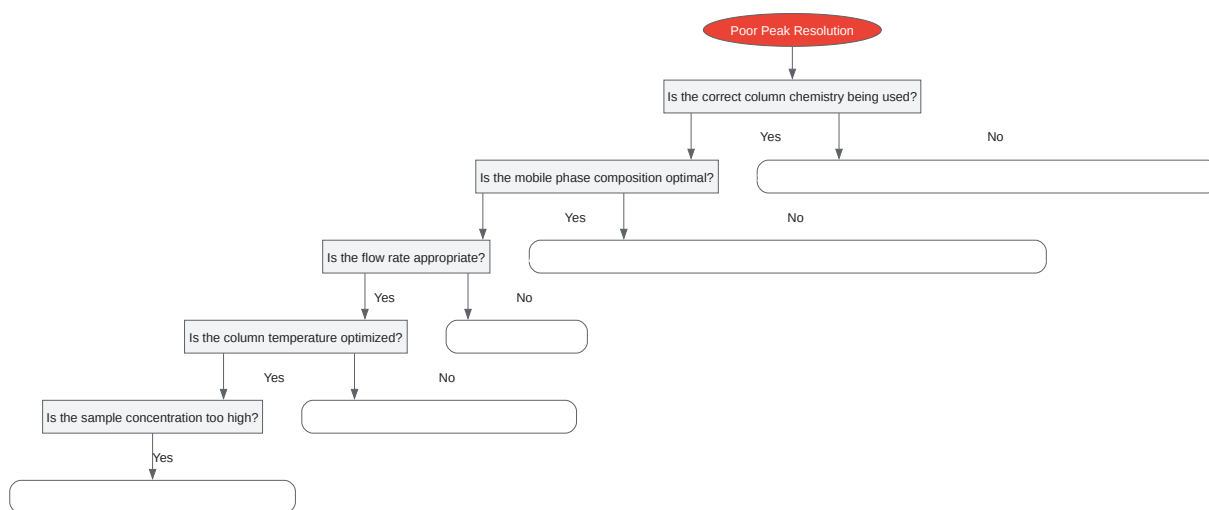 Poor Peak Resolution
Is the correct column chemistry being used?
Yes
No
Is the mobile phase composition optimal?
Yes
No
Is the flow rate appropriate?
Yes
No
Is the column temperature optimized?
Yes
No
Is the sample concentration too high?
Yes